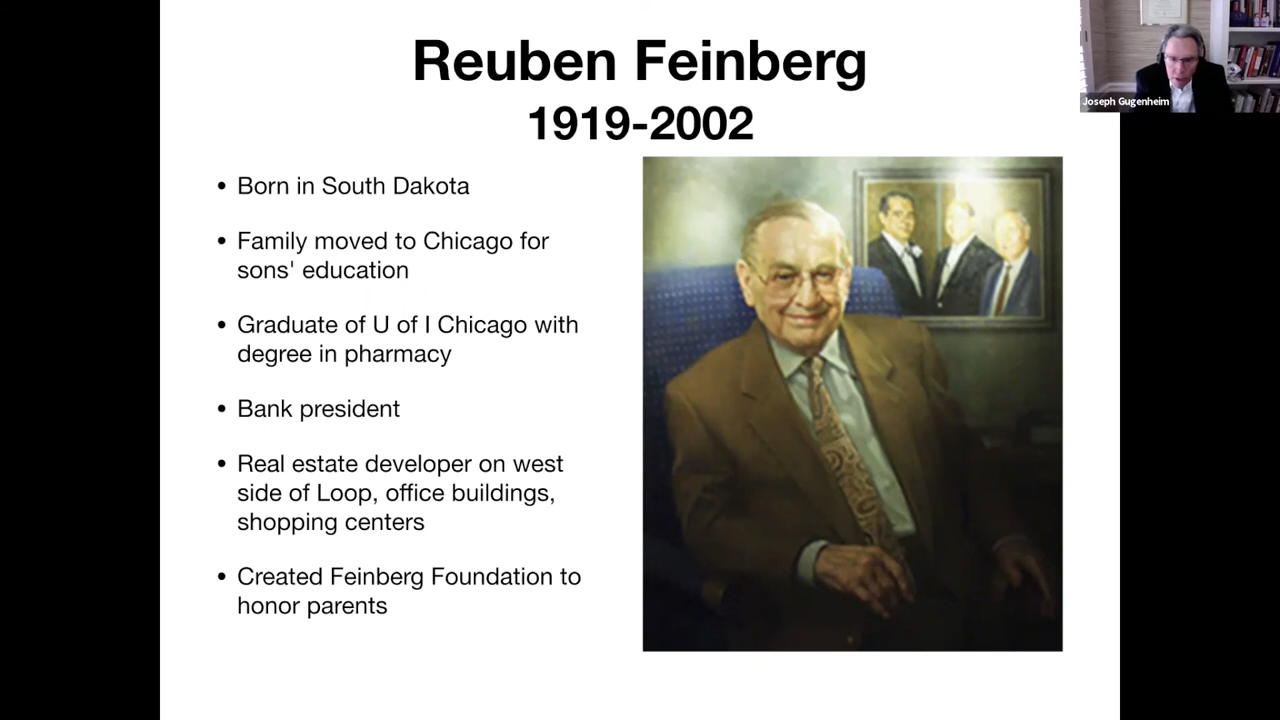 Reuben Feinberg
1919-2002
Joseph Gugenheim
• Born in South Dakota
• Family moved to Chicago for
sons' education
• Graduate of U of I Chicago with
degree in pharmacy
• Bank president
• Real estate developer on west
side of Loop, office buildings,
shopping centers
• Created Feinberg Foundation to
honor parents